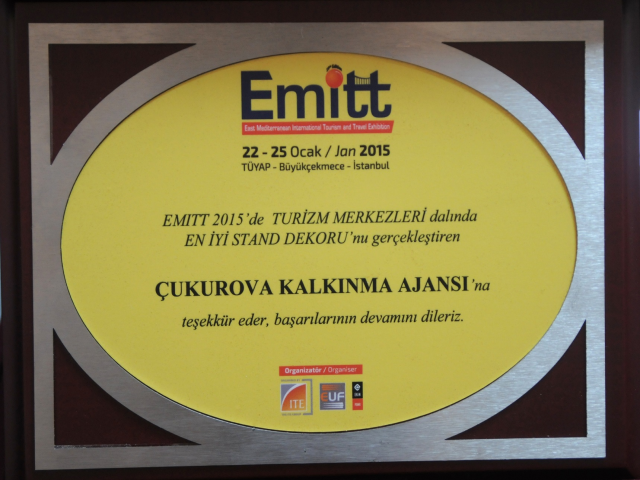 Emitt
East Mediterranean International Tourism and Travel Exhibition
22 - 25 Ocak / Jan 2015
TÜYAP - Büyükçekmece - İstanbul
EMITT 2015'de TURİZM MERKEZLERİ dalında
EN İYİ STAND DEKORU'nu gerçekleştiren
ÇUKUROVA KALKINMA AJANSI'na
teşekkür eder, başarılarının devamını dileriz.
Organizatör / Organiser
ITE EUF